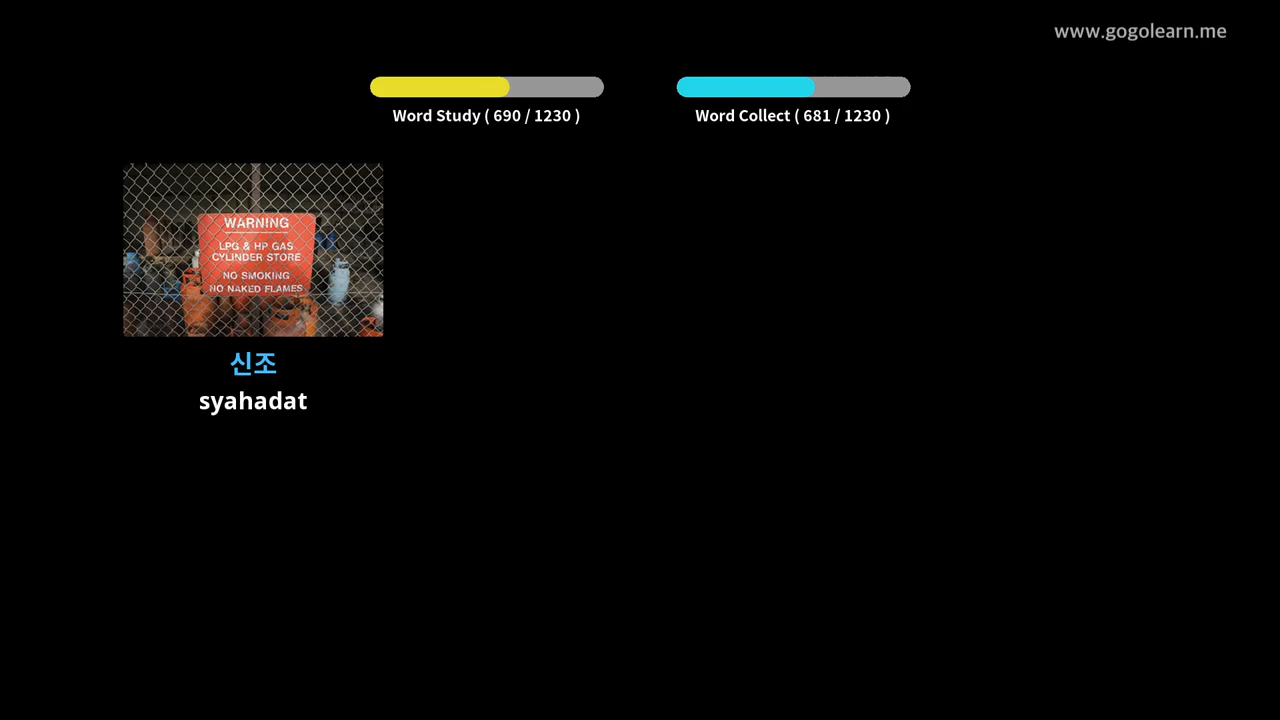 www.gogolearn.me
Word Study ( 690 / 1230 )
Word Collect ( 681 / 1230 )
WARNING
LPG & HP GAS
CYLINDER STORE
NO SMOKING
NO NAKED FLAMES
신조
syahadat